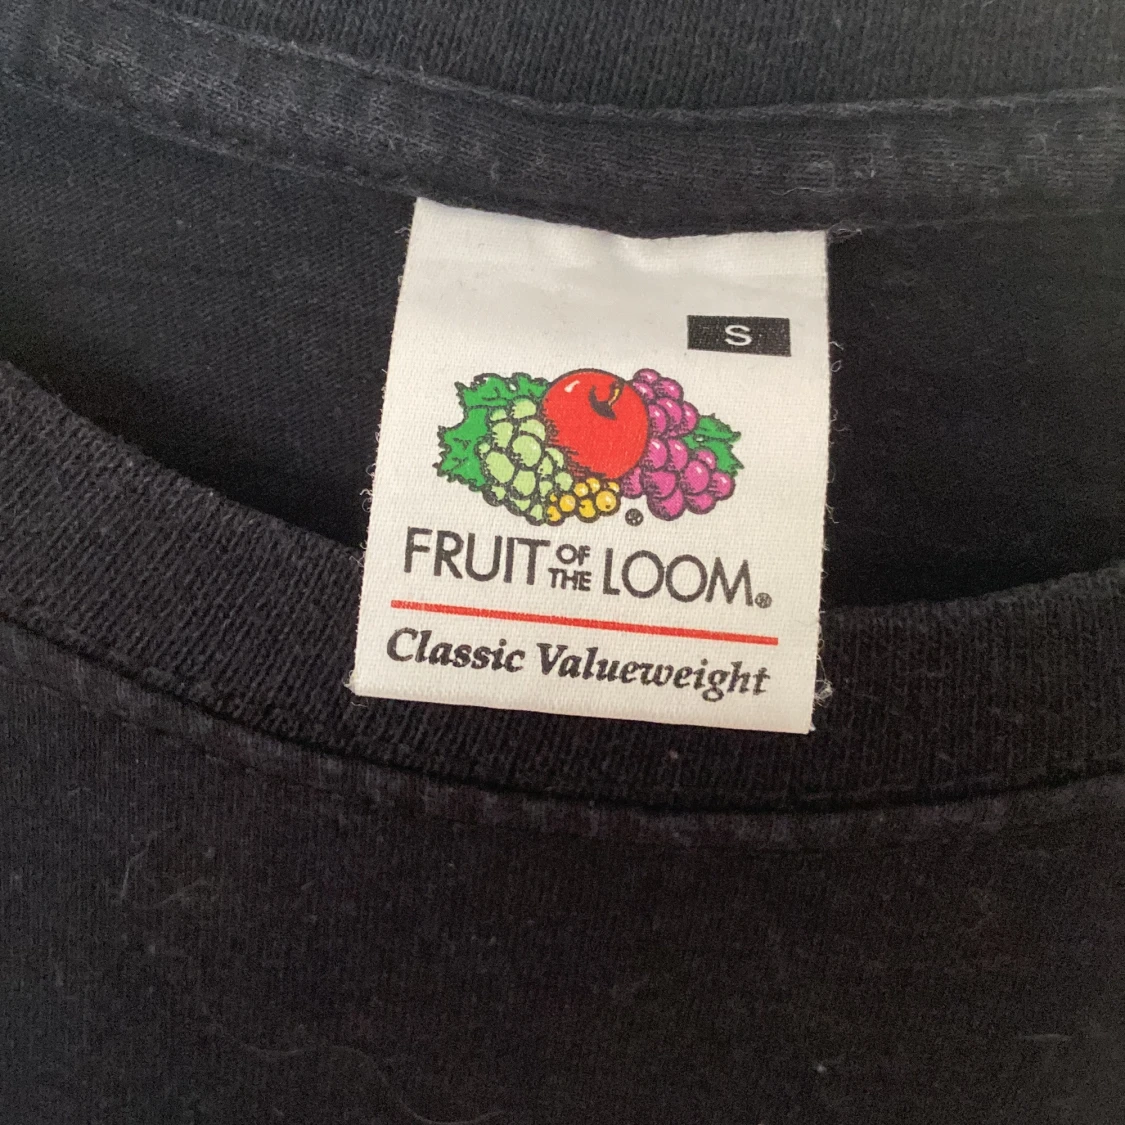 S
®
FRUIT OF THE LOOM®
Classic Valueweight